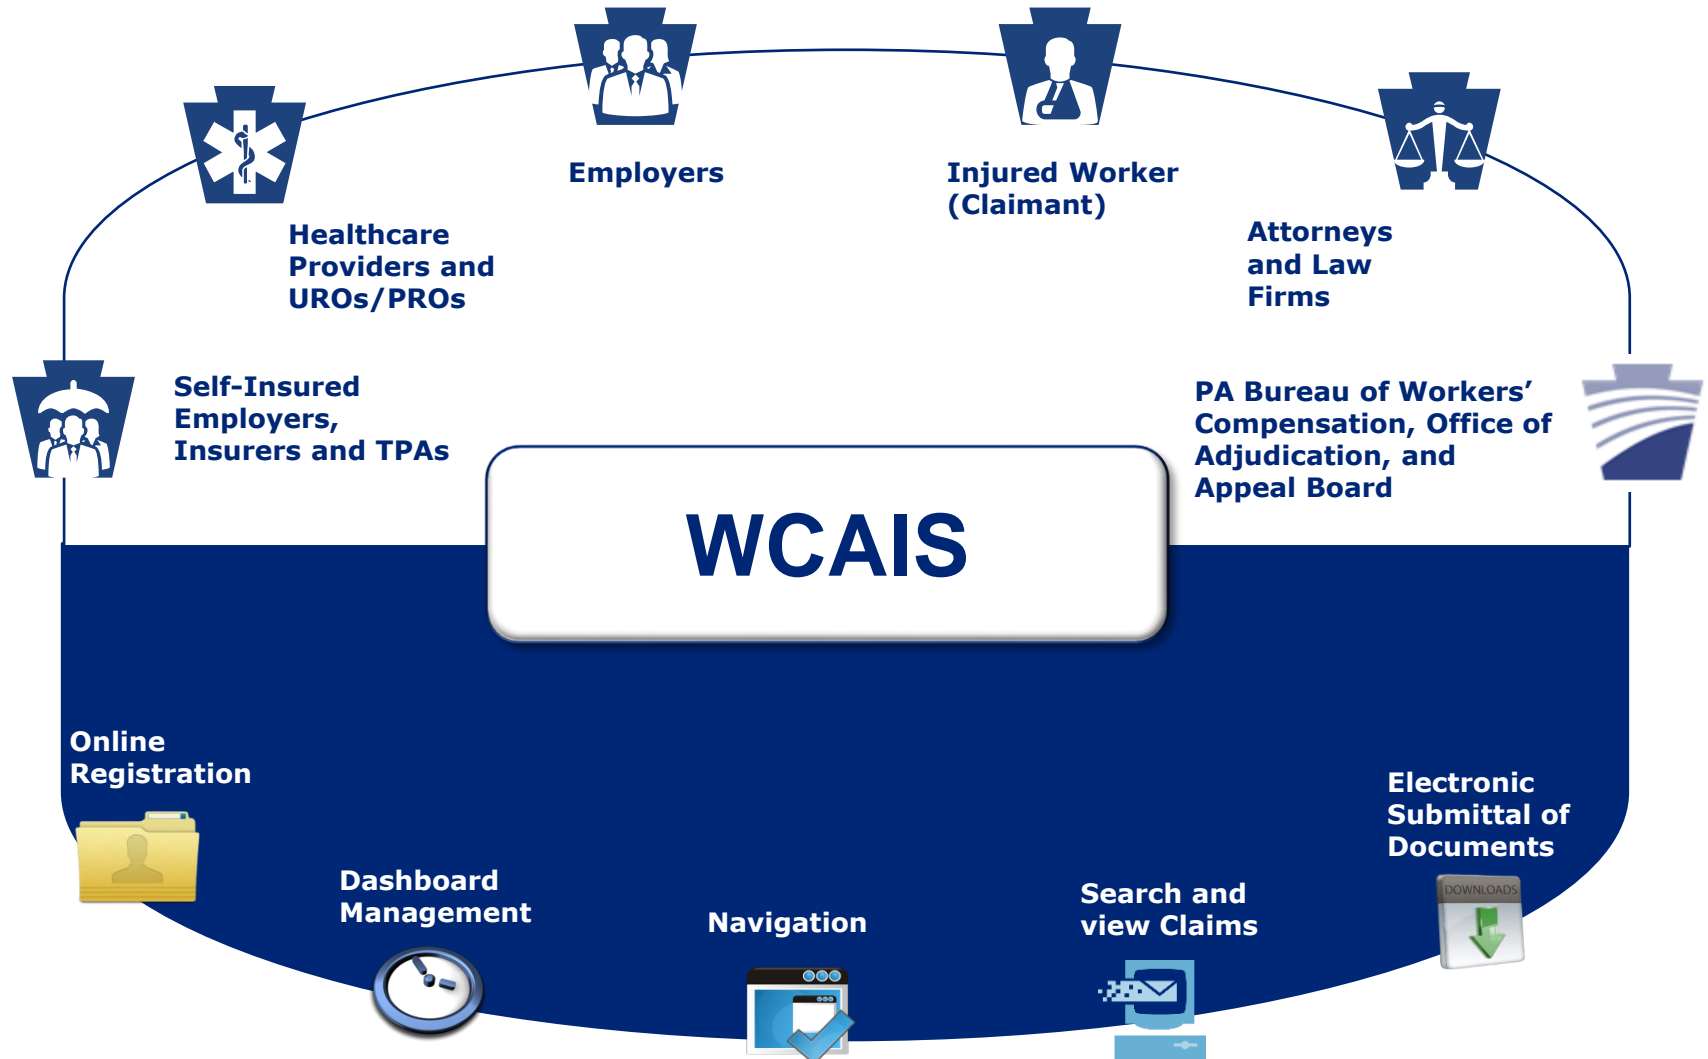 Employers
Injured Worker
(Claimant)
Healthcare
Providers and
UROs/PROs
Attorneys
and Law
Firms
Self-Insured
Employers,
Insurers and TPAs
PA Bureau of Workers’
Compensation, Office of
Adjudication, and
Appeal Board
WCAIS
Online
Registration
Dashboard
Management
Navigation
Search and
view Claims
Electronic
Submittal of
Documents
DOWNLOADS